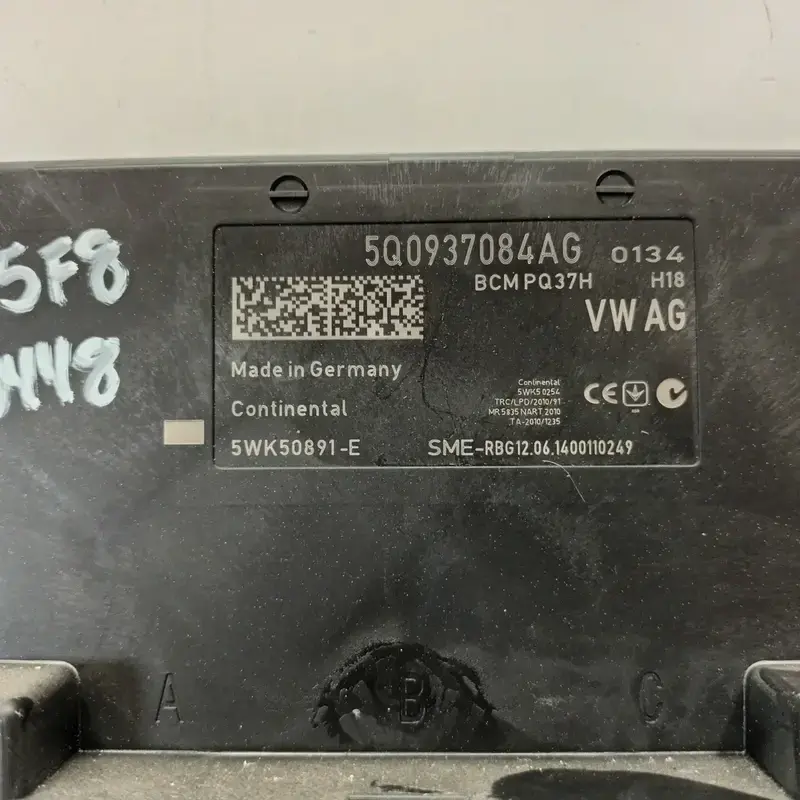 5F8
448
5Q0937084AG 0134
BCM PQ37H H18
VW AG
Made in Germany
Continental
5WK50891-E
Continental
5WK5 0254
TRC/LPD/2010/91
MR 5835 NART 2010
TA-2010/1235
CE
SME-RBG12.06.1400110249
A B C